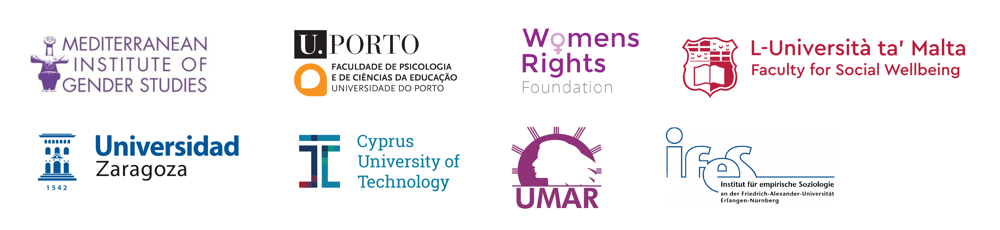 MEDITERRANEAN
INSTITUTE OF
GENDER STUDIES
U. PORTO
FACULDADE DE PSICOLOGIA
E DE CIÊNCIAS DA EDUCAÇÃO
UNIVERSIDADE DO PORTO
Womens
Rights
Foundation
L-Università ta' Malta
Faculty for Social Wellbeing
Universidad
Zaragoza
1542
Cyprus
University of
Technology
UMAR
ifes
Institut für empirische Soziologie
an der Friedrich-Alexander-Universität
Erlangen-Nürnberg